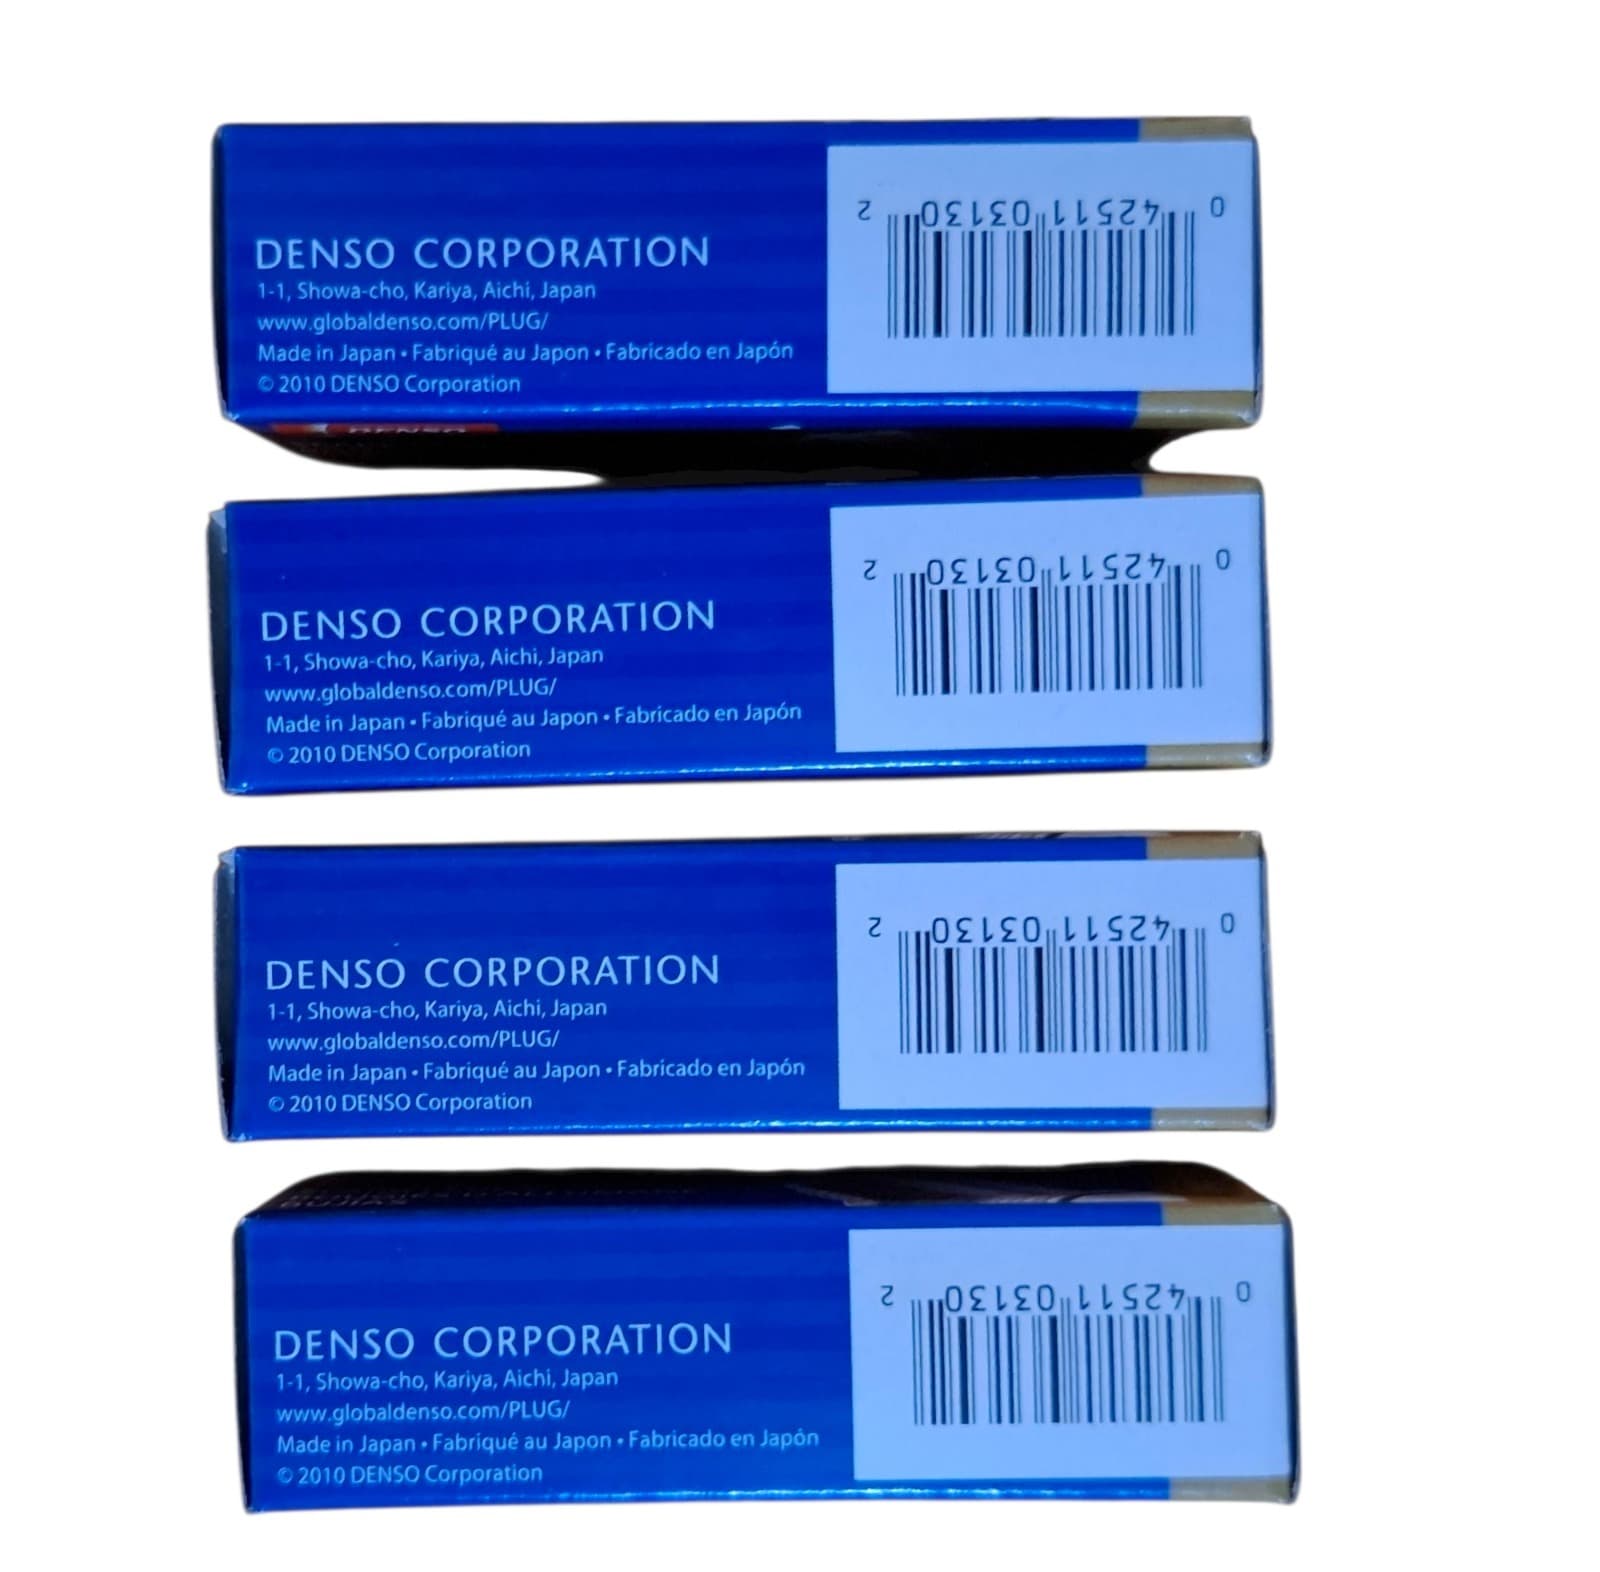 DENSO CORPORATION
1-1, Showa-cho, Kariya, Aichi, Japan
www.globaldenso.com/PLUG/
Made in Japan • Fabriqué au Japon • Fabricado en Japón
© 2010 DENSO Corporation
0 42511 03130 2
DENSO
DENSO CORPORATION
1-1, Showa-cho, Kariya, Aichi, Japan
www.globaldenso.com/PLUG/
Made in Japan • Fabriqué au Japon • Fabricado en Japón
© 2010 DENSO Corporation
0 42511 03130 2
DENSO CORPORATION
1-1, Showa-cho, Kariya, Aichi, Japan
www.globaldenso.com/PLUG/
Made in Japan • Fabriqué au Japon • Fabricado en Japón
© 2010 DENSO Corporation
0 42511 03130 2
DENSO CORPORATION
1-1, Showa-cho, Kariya, Aichi, Japan
www.globaldenso.com/PLUG/
Made in Japan • Fabriqué au Japon • Fabricado en Japón
© 2010 DENSO Corporation
0 42511 03130 2